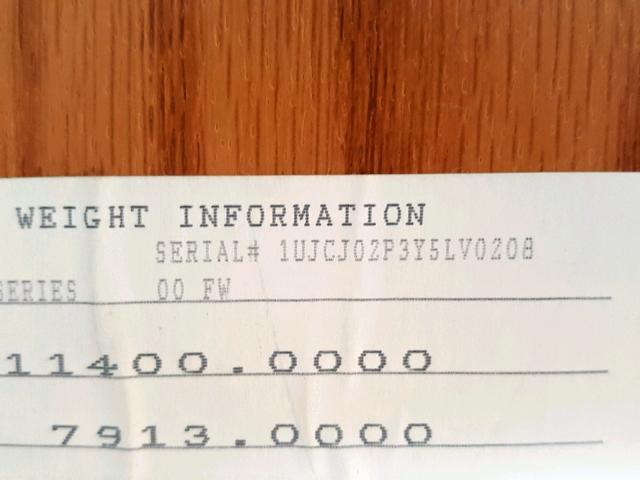 WEIGHT INFORMATION
SERIAL# 1UJCJ02P3Y5LV0208
SERIES 00 FW
11400.0000
7913.0000